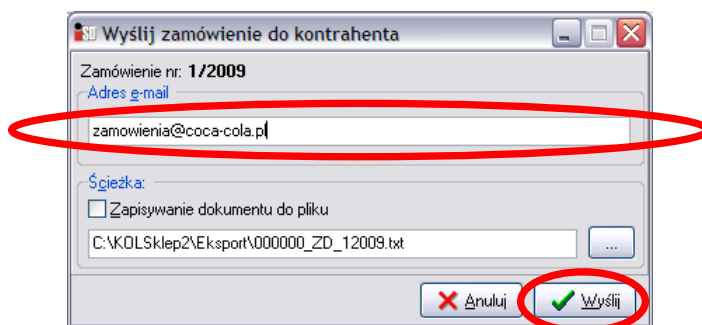 Wyślij zamówienie do kontrahenta
Zamówienie nr: 1/2009
Adres e-mail
zamowienia@coca-cola.pl
Ścieżka:
Zapisywanie dokumentu do pliku
C:\KOLSklep2\Eksport\000000_ZD_12009.txt
...
Anuluj
Wyślij